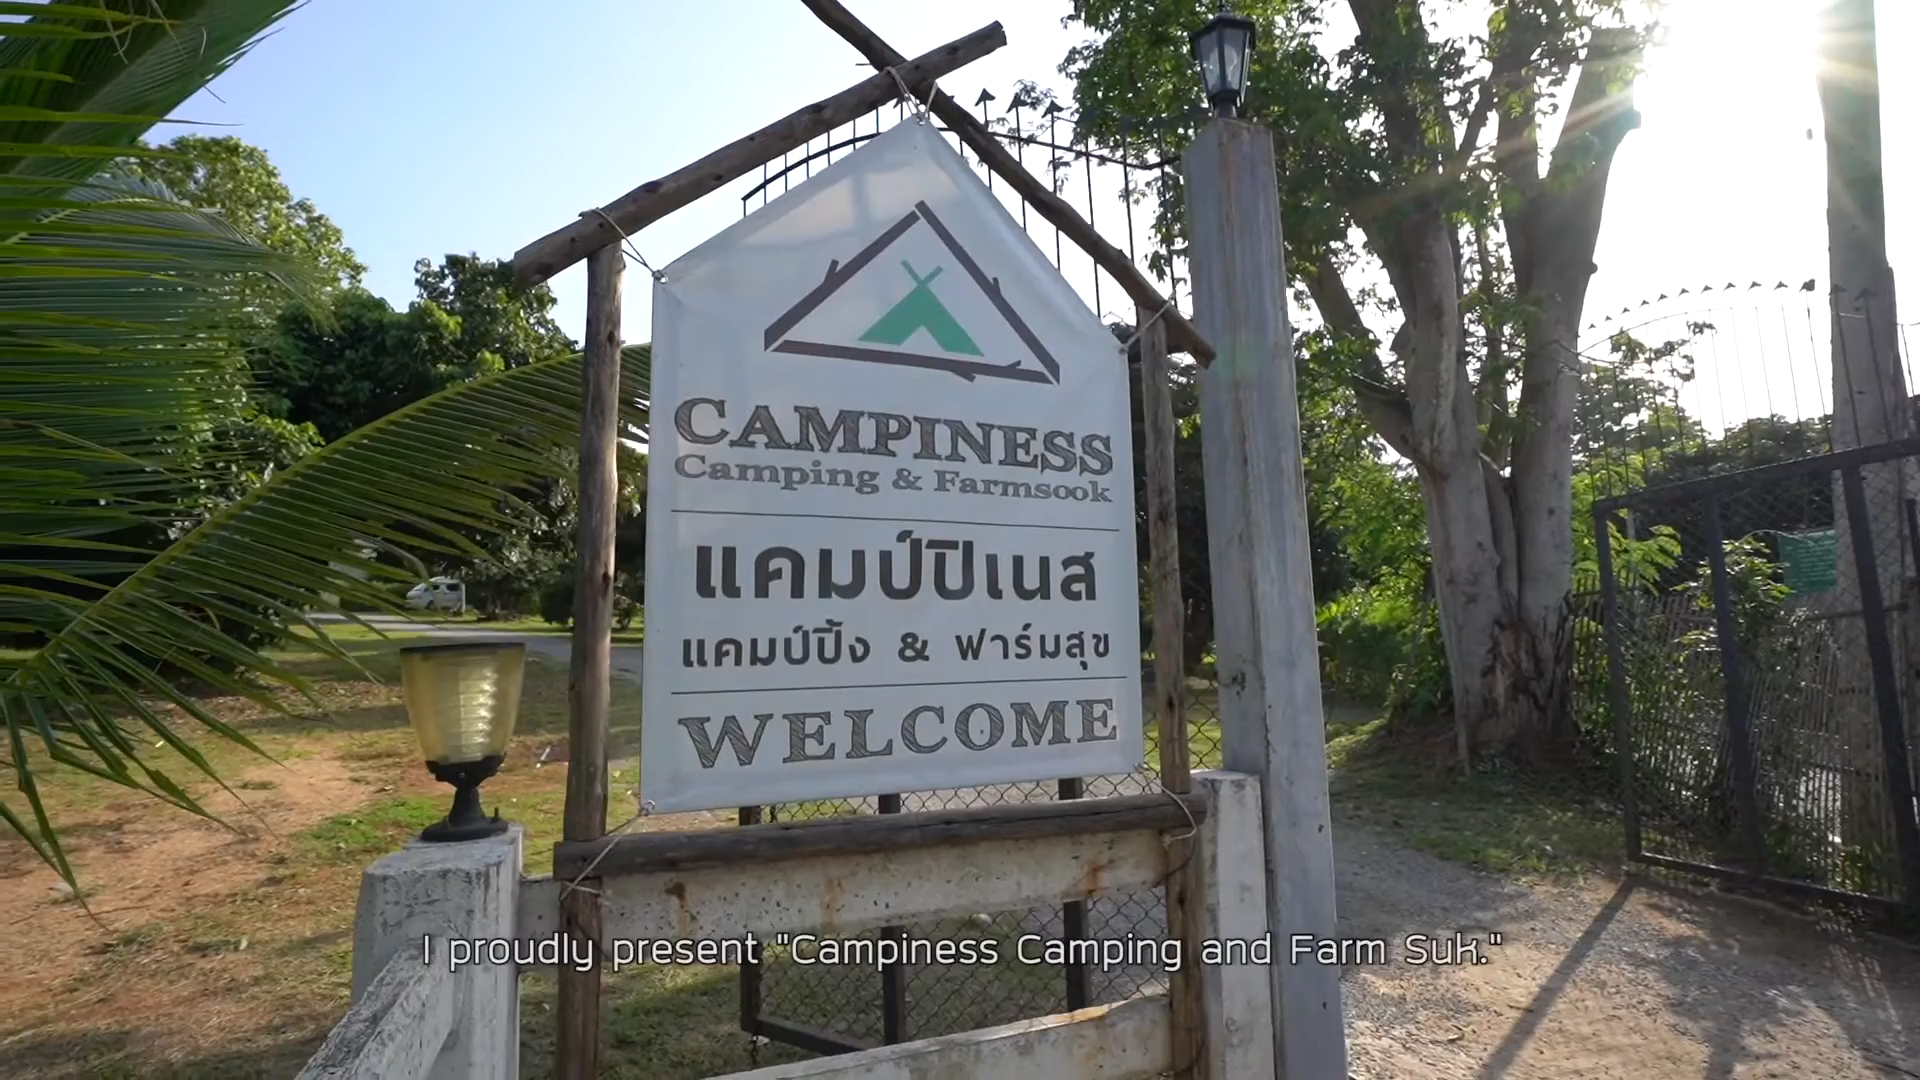 CAMPINESS
Camping & Farmsook
แคมป์ปิเนส
แคมป์ปิ้ง & ฟาร์มสุข
WELCOME
I proudly present "Campiness Camping and Farm Suk."